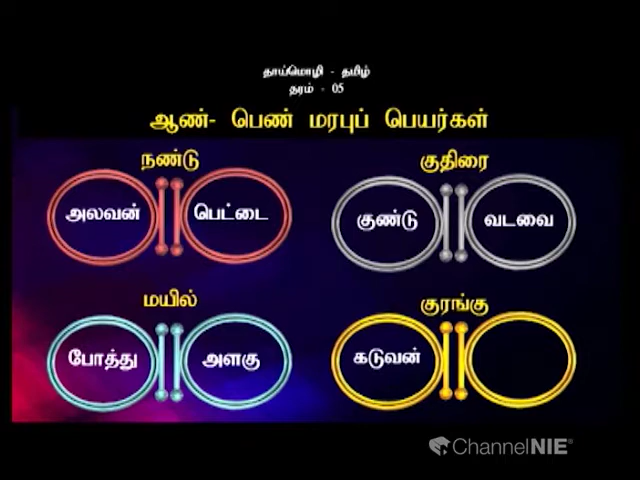 தாய்மொழி - தமிழ்
தரம் - 05
ஆண்- பெண் மரபுப் பெயர்கள்
நண்டு
குதிரை
அலவன்
பெட்டை
குண்டு
வடவை
மயில்
குரங்கு
போத்து
அளகு
கடுவன்
ChannelNIE